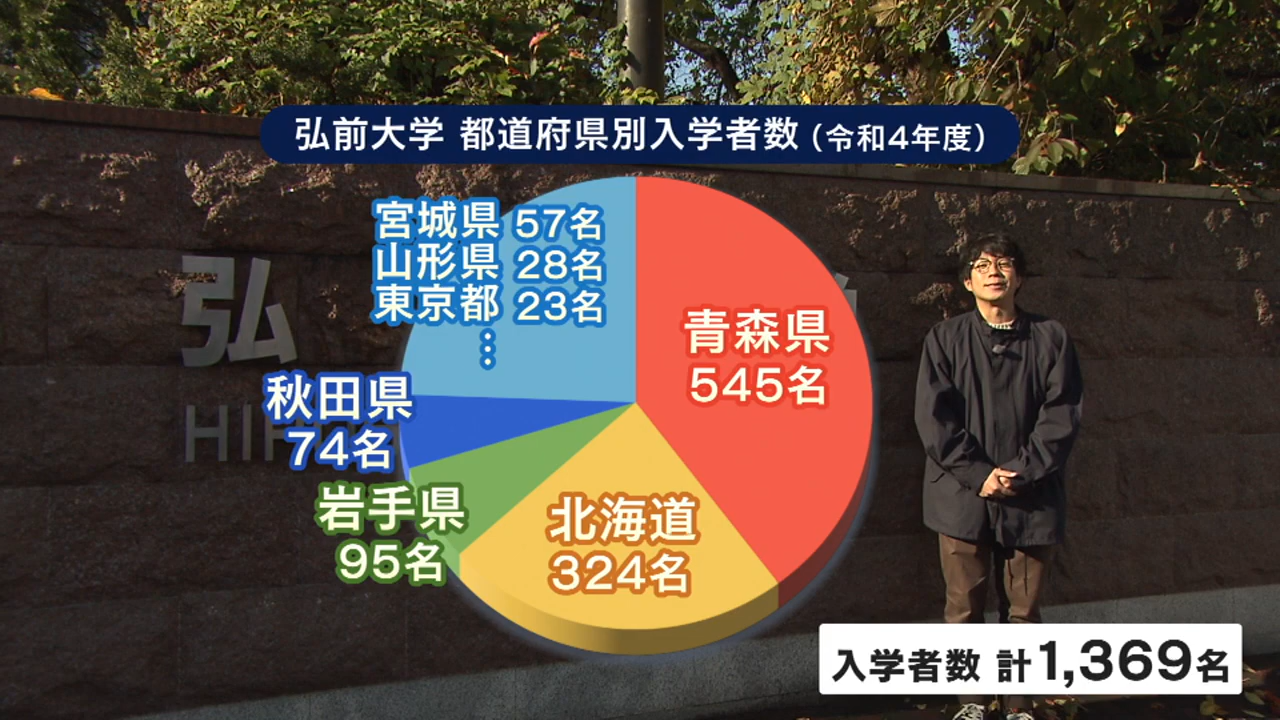 弘前大学 都道府県別入学者数（令和4年度）
宮城県 57名
山形県 28名
東京都 23名
⋮
青森県
545名
秋田県
74名
岩手県
95名
北海道
324名
弘
HI
入学者数 計1,369名